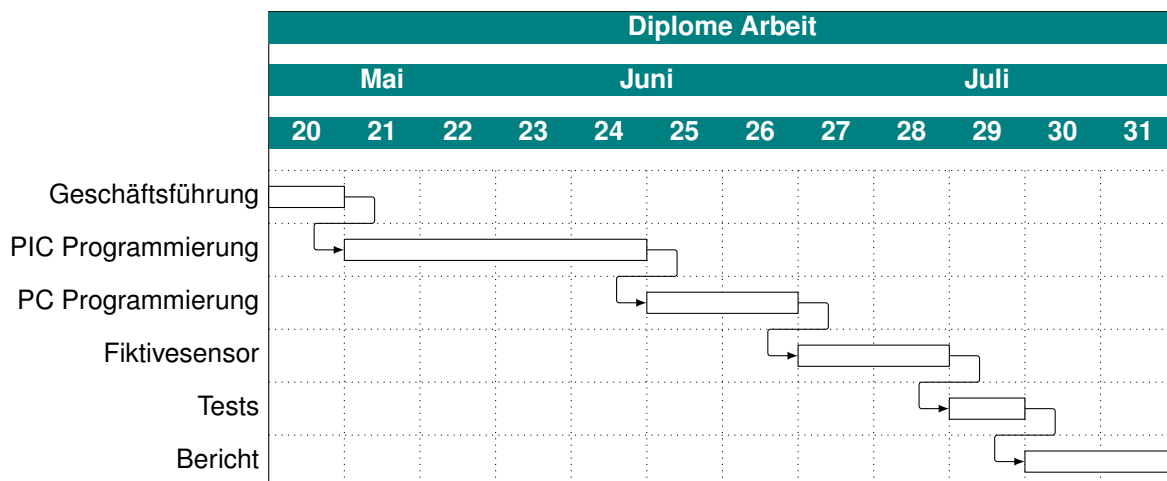 Diplome Arbeit
Mai Juni Juli
20 21 22 23 24 25 26 27 28 29 30 31
Geschäftsführung
PIC Programmierung
PC Programmierung
Fiktivesensor
Tests
Bericht